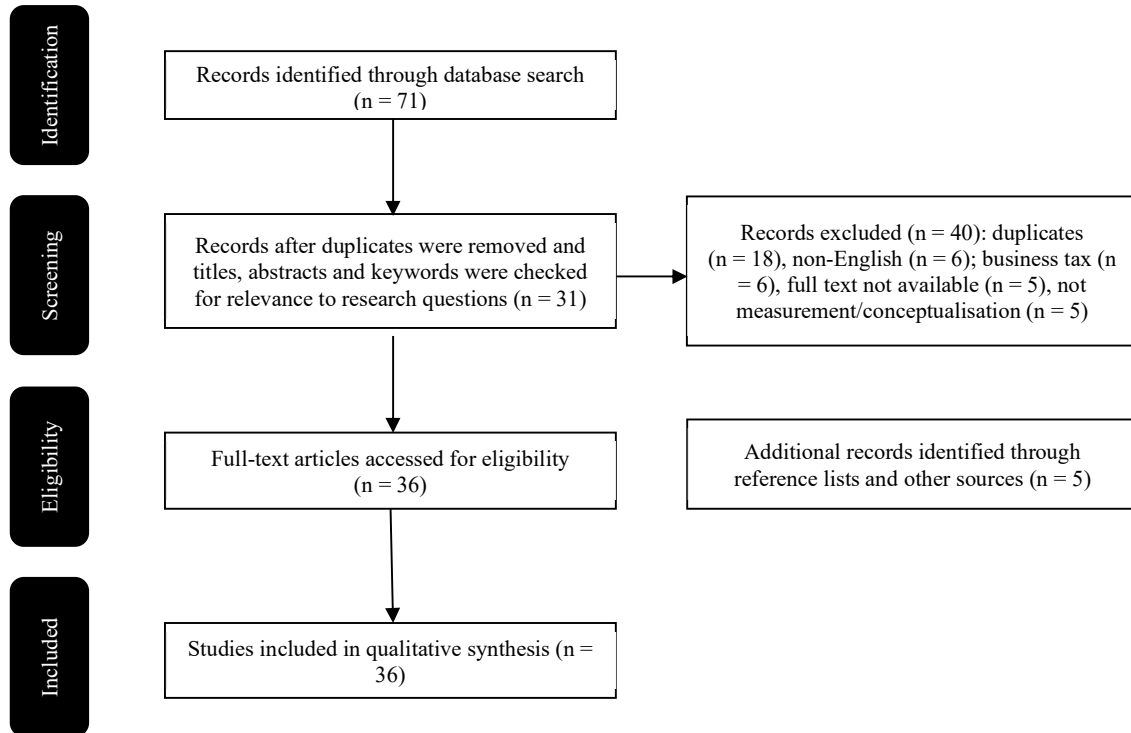 Identification
Records identified through database search
(n = 71)
Screening
Records after duplicates were removed and
titles, abstracts and keywords were checked
for relevance to research questions (n = 31)
Records excluded (n = 40): duplicates
(n = 18), non-English (n = 6); business tax (n
= 6), full text not available (n = 5), not
measurement/conceptualisation (n = 5)
Eligibility
Full-text articles accessed for eligibility
(n = 36)
Additional records identified through
reference lists and other sources (n = 5)
Included
Studies included in qualitative synthesis (n =
36)